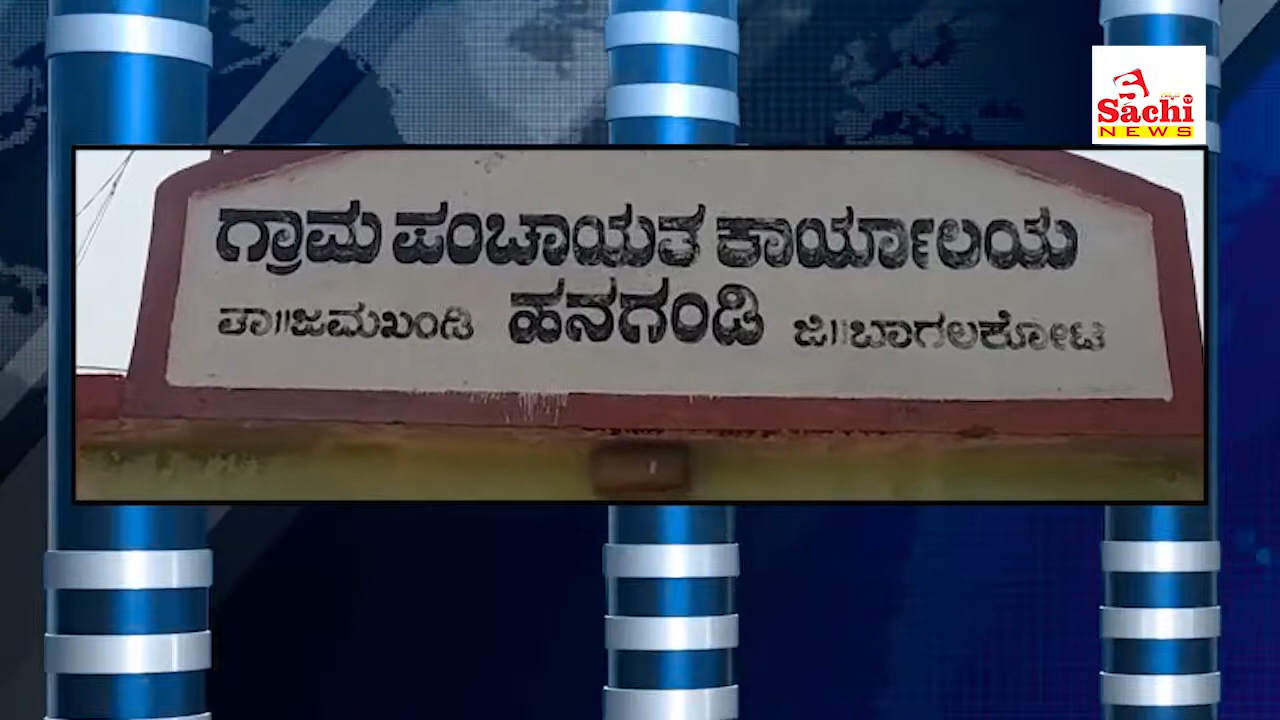 Sachi
NEWS
ಗ್ರಾಮ ಪಂಚಾಯತ ಕಾರ್ಯಾಲಯ
ತಾ॥ಜಮಖಂಡಿ ಹನಗಂಡಿ ಜಿ॥ಬಾಗಲಕೋಟ